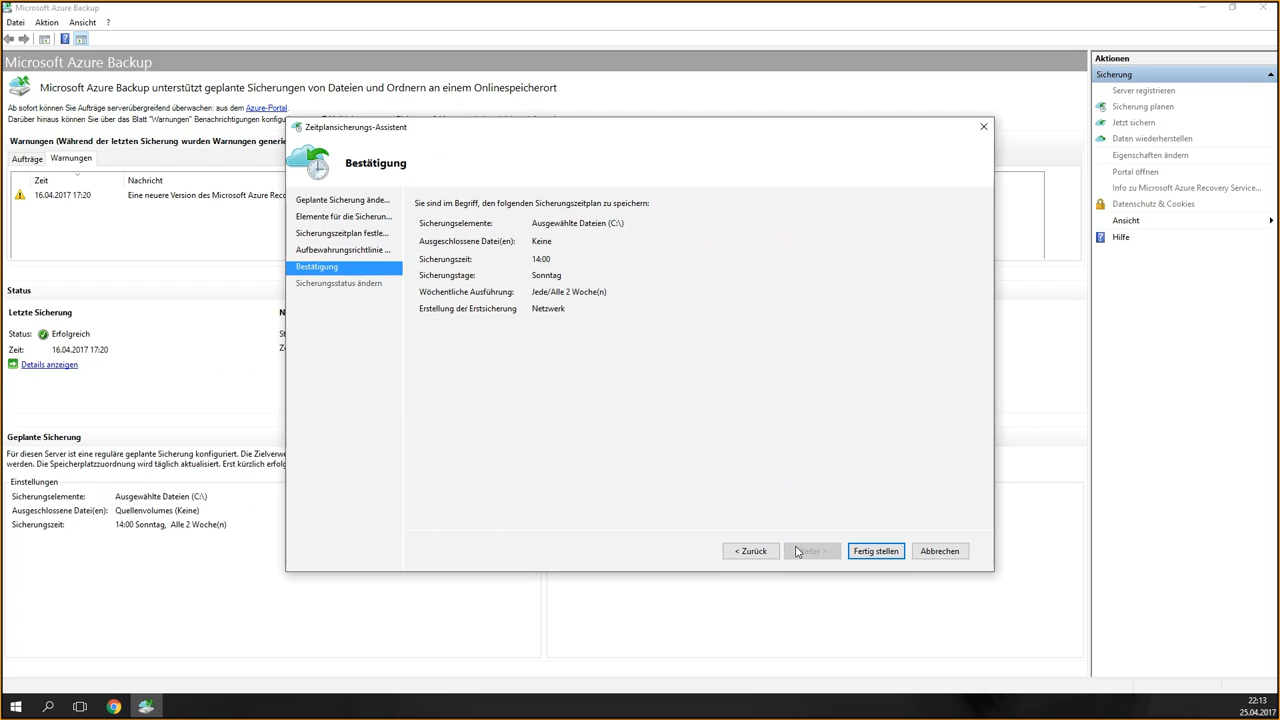 Microsoft Azure Backup
Datei Aktion Ansicht ?
Microsoft Azure Backup
Microsoft Azure Backup unterstützt geplante Sicherungen von Dateien und Ordnern an einem Onlinespeicherort
Ab sofort können Sie Aufträge serverübergreifend überwachen: aus dem Azure-Portal.
Darüber hinaus können Sie über das Blatt "Warnungen" Benachrichtigungen
Warnungen (Während der letzten Sicherung wurden Warnungen
Aufträge Warnungen
Zeit Nachricht
16.04.2017 17:20 Eine neuere Version des Microsoft Azure
Status
Letzte Sicherung
Status: Erfolgreich
Zeit: 16.04.2017 17:20
Details anzeigen
Geplante Sicherung
Für diesen Server ist eine reguläre geplante Sicherung konfiguriert. Die
werden. Die Speicherplatzzuordnung wird täglich aktualisiert. Erst kürzlich
Einstellungen
Sicherungselemente: Ausgewählte Dateien (C:\)
Ausgeschlossene Datei(en): Quellenvolumes (Keine)
Sicherungszeit: 14:00 Sonntag, Alle 2 Woche(n)
Zeitplansicherungs-Assistent
Bestätigung
Geplante Sicherung ände...
Elemente für die Sicherun...
Sicherungszeitplan festle...
Aufbewahrungsrichtlinie ...
Bestätigung
Sicherungsstatus ändern
Sie sind im Begriff, den folgenden Sicherungszeitplan zu speichern:
Sicherungselemente: Ausgewählte Dateien (C:\)
Ausgeschlossene Datei(en): Keine
Sicherungszeit: 14:00
Sicherungstage: Sonntag
Wöchentliche Ausführung: Jede/Alle 2 Woche(n)
Erstellung der Erstsicherung Netzwerk
< Zurück
Fertig stellen
Abbrechen
Aktionen
Sicherung
Server registrieren
Sicherung planen
Jetzt sichern
Daten wiederherstellen
Eigenschaften ändern
Portal öffnen
Info zu Microsoft Azure Recovery Service...
Datenschutz & Cookies
Ansicht
Hilfe
22:13
25.04.2017